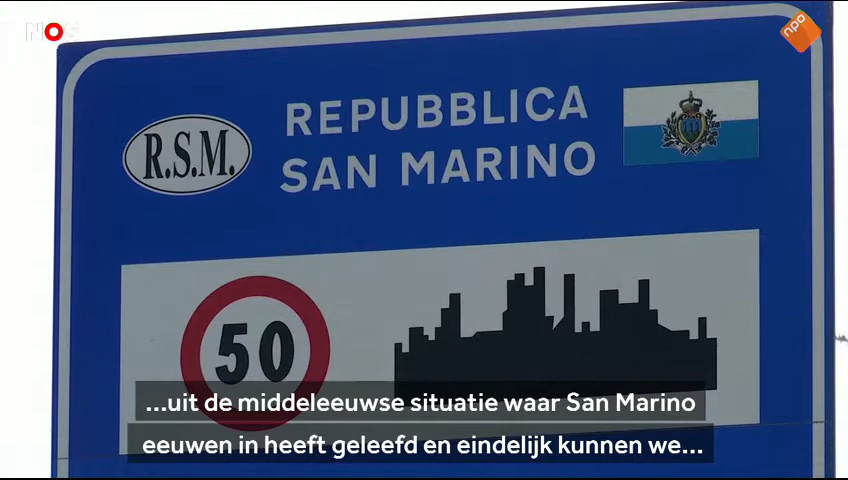 NOS
npo
R.S.M.
REPUBBLICA
SAN MARINO
50
...uit de middeleeuwse situatie waar San Marino
eeuwen in heeft geleefd en eindelijk kunnen we...